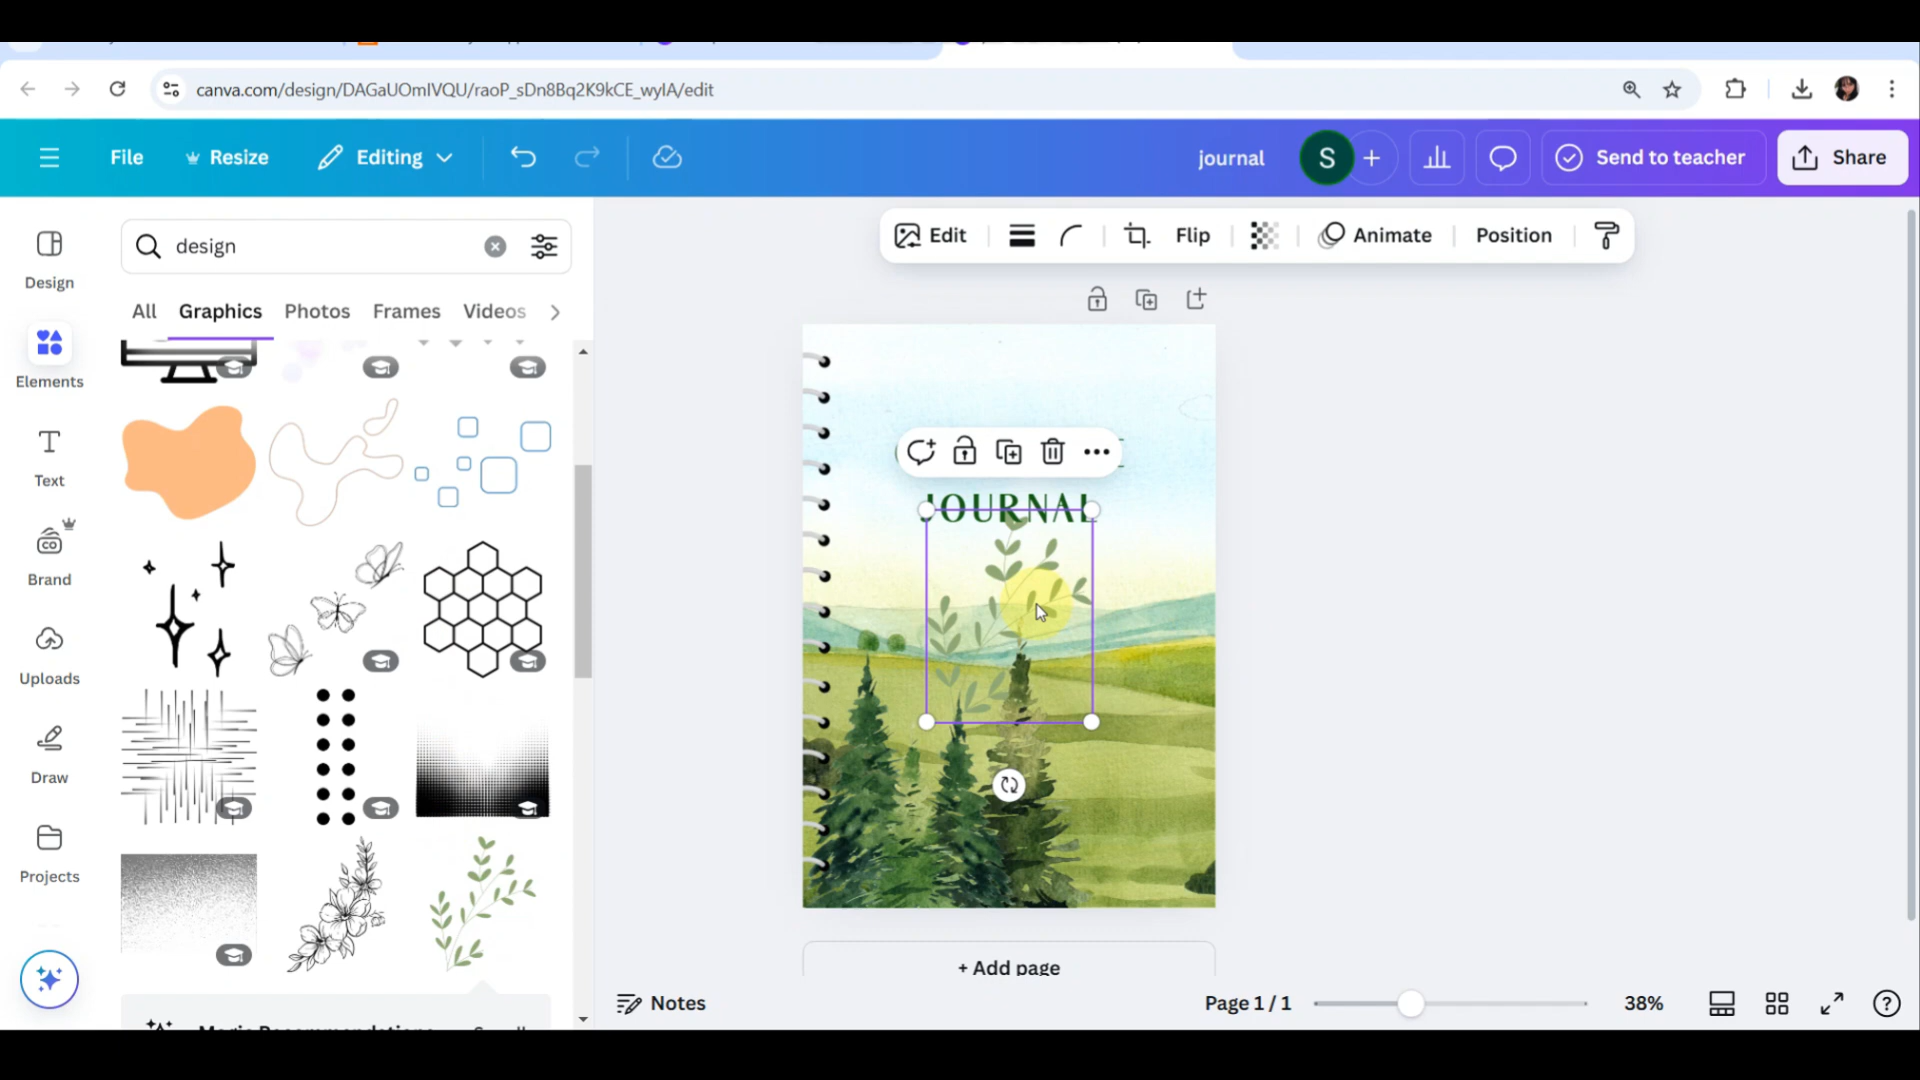 canva.com/design/DAGaUOmIVQU/raoP_sDn8Bq2K9kCE_wyIA/edit
File
Resize
Editing
journal
S
Send to teacher
Share
design
Edit
Flip
Animate
Position
Design
All
Graphics
Photos
Frames
Videos
Elements
Text
JOURNAL
Brand
CO
Uploads
Draw
Projects
+ Add page
Notes
Page 1 / 1
38%